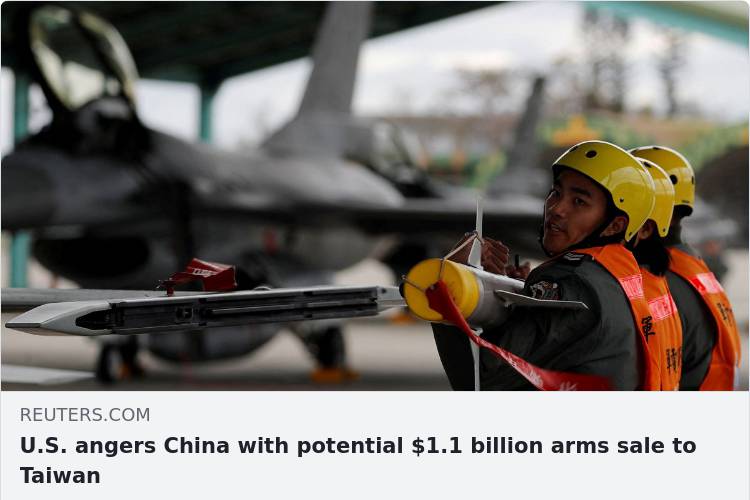 REUTERS.COM
U.S. angers China with potential $1.1 billion arms sale to
Taiwan